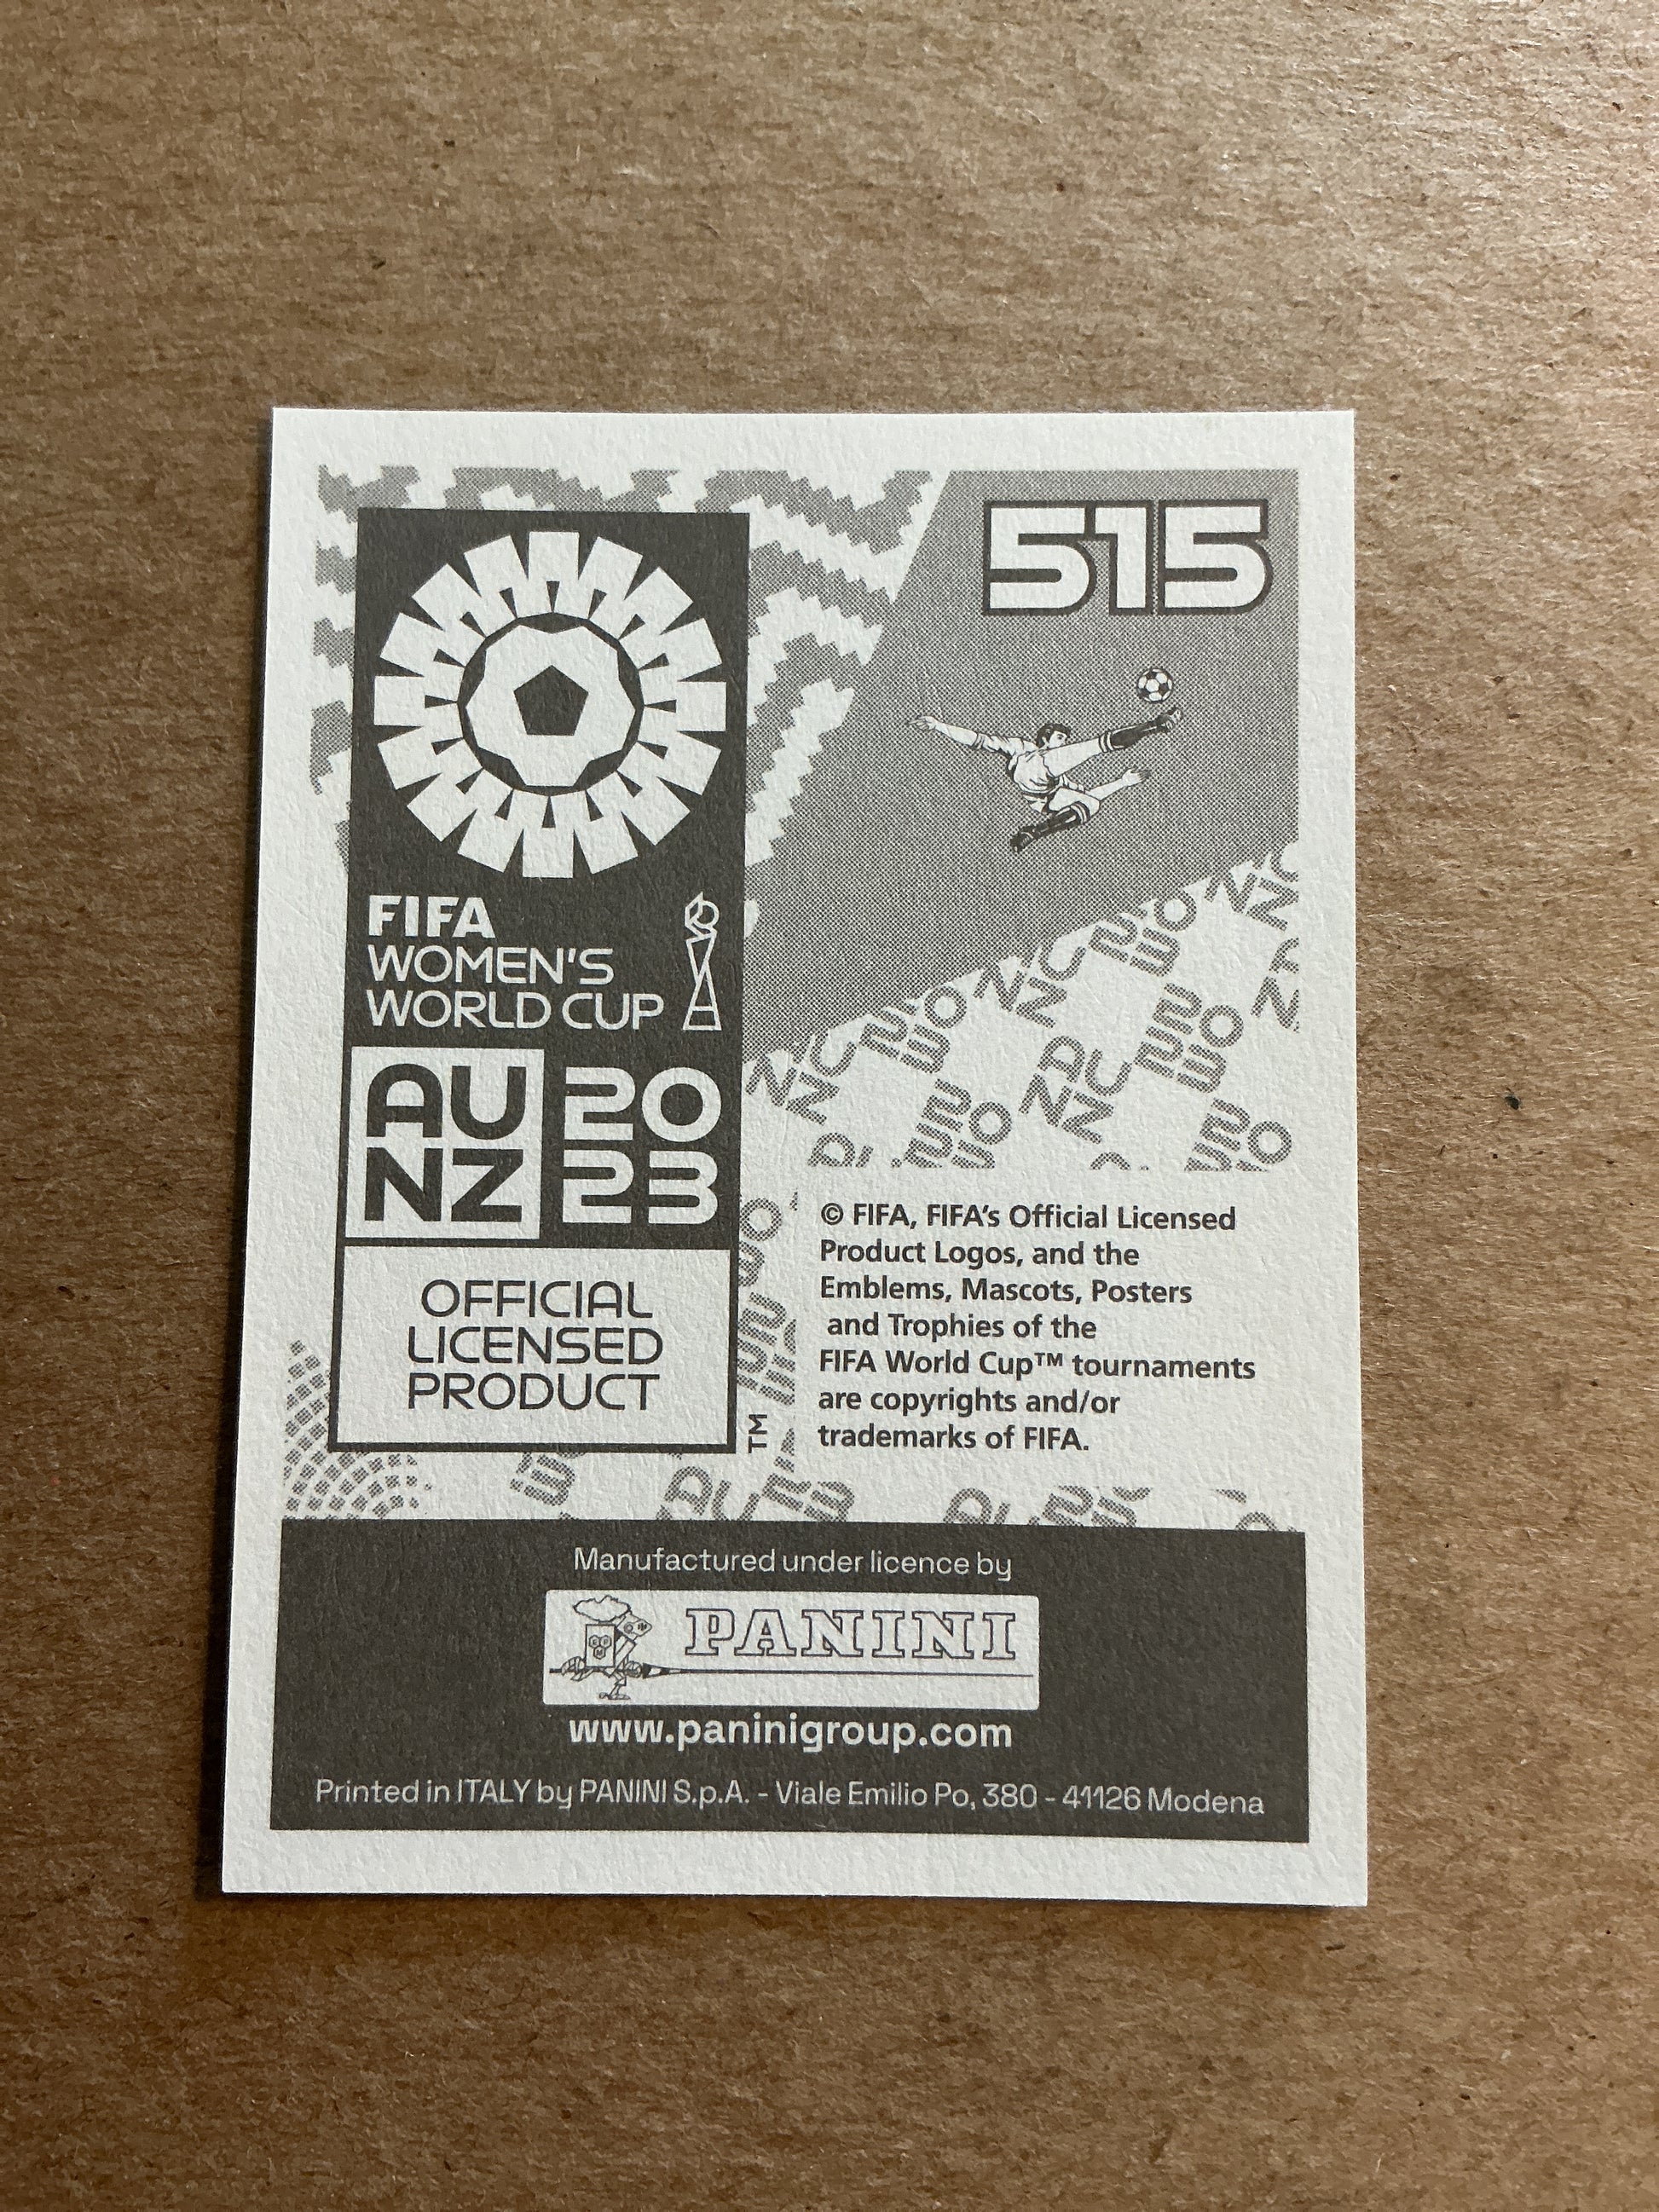 515
FIFA
WOMEN'S
WORLD CUP
AU 20
NZ 23
OFFICIAL
LICENSED
PRODUCT
TM
© FIFA, FIFA's Official Licensed
Product Logos, and the
Emblems, Mascots, Posters
and Trophies of the
FIFA World Cup™ tournaments
are copyrights and/or
trademarks of FIFA.
Manufactured under licence by
PANINI
www.paninigroup.com
Printed in ITALY by PANINI S.p.A. - Viale Emilio Po, 380 - 41126 Modena